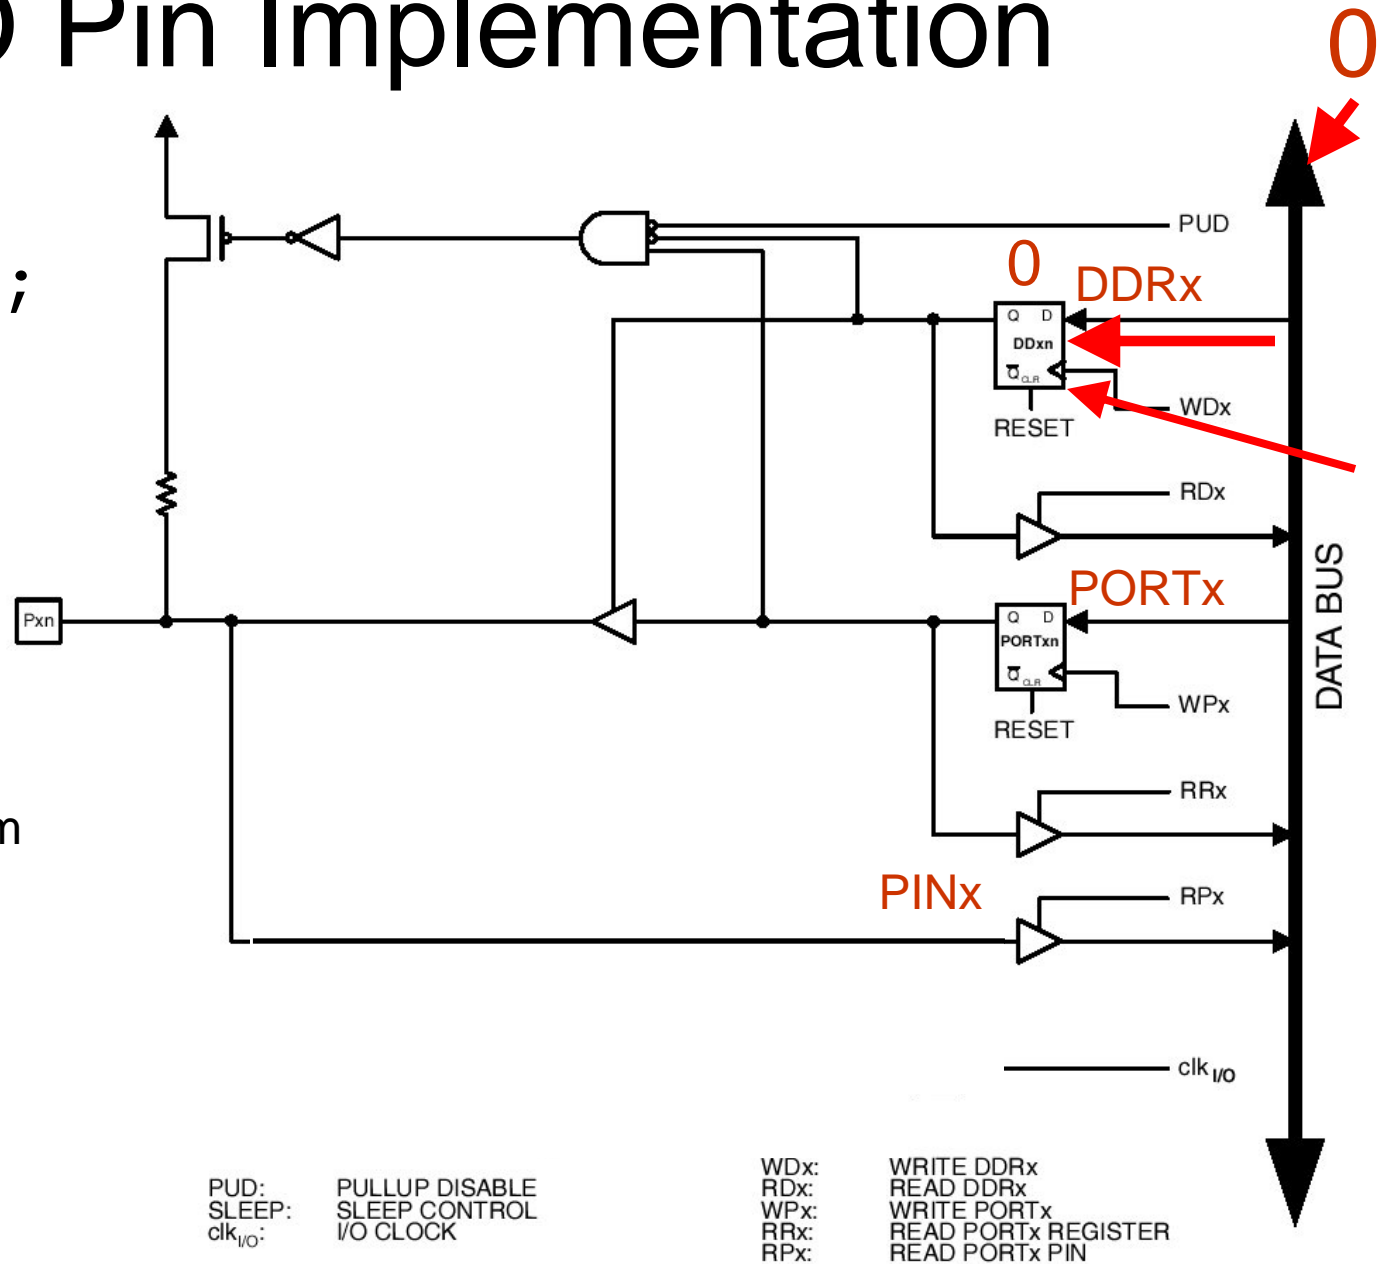 Pin Implementation
0
PUD
;
0
DDRx
Q D
DDxn
Q CLR
WDx
RESET
RDx
PORTx
Pxn
Q D
PORTxn
Q CLR
DATA BUS
WPx
RESET
RRx
m
PINx
RPx
clk I/O
PUD: PULLUP DISABLE
SLEEP: SLEEP CONTROL
clkI/O: I/O CLOCK
WDx: WRITE DDRx
RDx: READ DDRx
WPx: WRITE PORTx
RRx: READ PORTx REGISTER
RPx: READ PORTx PIN